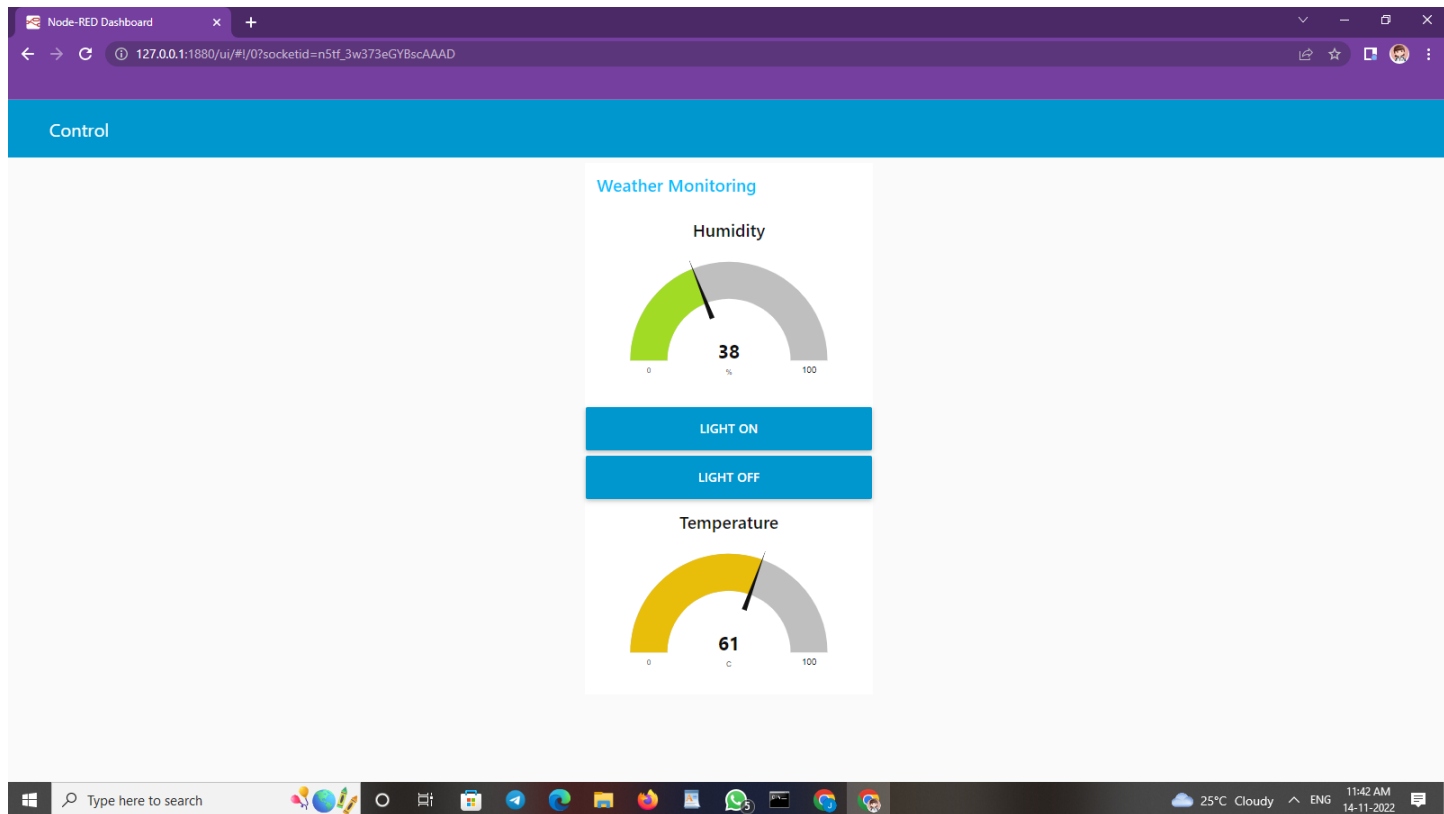 Node-RED Dashboard
127.0.0.1:1880/ui/#!/0?socketid=n5tf_3w373eGYBscAAAD
Control
Weather Monitoring
Humidity
38
0 % 100
LIGHT ON
LIGHT OFF
Temperature
61
0 C 100
Type here to search
5
25°C Cloudy
ENG
11:42 AM
14-11-2022